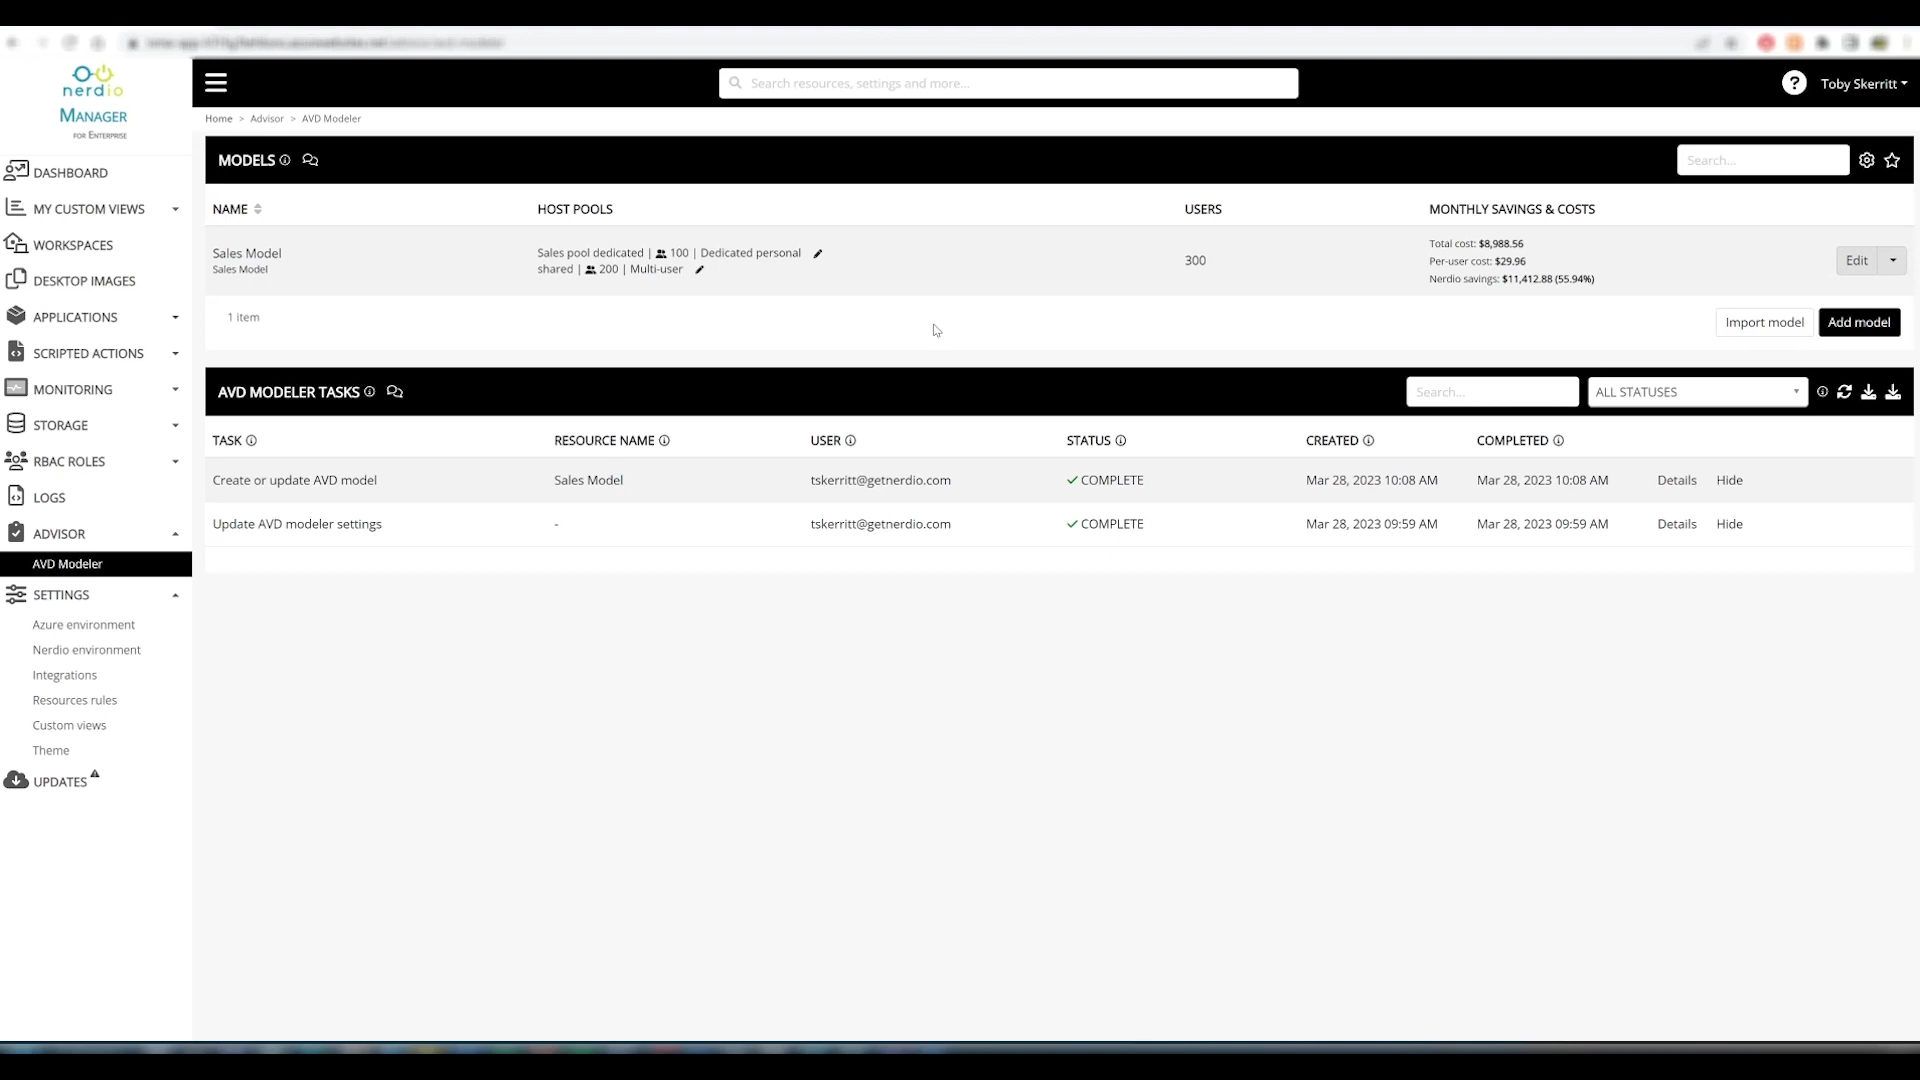 nerdio
MANAGER
FOR ENTERPRISE
Search resources, settings and more...
?
Toby Skerritt
Home > Advisor > AVD Modeler
MODELS
Search...
NAME
HOST POOLS
USERS
MONTHLY SAVINGS & COSTS
Sales Model
Sales Model
Sales pool dedicated | 100 | Dedicated personal
shared | 200 | Multi-user
300
Total cost: $8,988.56
Per-user cost: $29.96
Nerdio savings: $11,412.88 (55.94%)
Edit
1 item
Import model
Add model
AVD MODELER TASKS
Search...
ALL STATUSES
TASK
RESOURCE NAME
USER
STATUS
CREATED
COMPLETED
Create or update AVD model
Sales Model
tskerritt@getnerdio.com
COMPLETE
Mar 28, 2023 10:08 AM
Mar 28, 2023 10:08 AM
Details
Hide
Update AVD modeler settings
-
tskerritt@getnerdio.com
COMPLETE
Mar 28, 2023 09:59 AM
Mar 28, 2023 09:59 AM
Details
Hide
DASHBOARD
MY CUSTOM VIEWS
WORKSPACES
DESKTOP IMAGES
APPLICATIONS
SCRIPTED ACTIONS
MONITORING
STORAGE
RBAC ROLES
LOGS
ADVISOR
AVD Modeler
SETTINGS
Azure environment
Nerdio environment
Integrations
Resources rules
Custom views
Theme
UPDATES